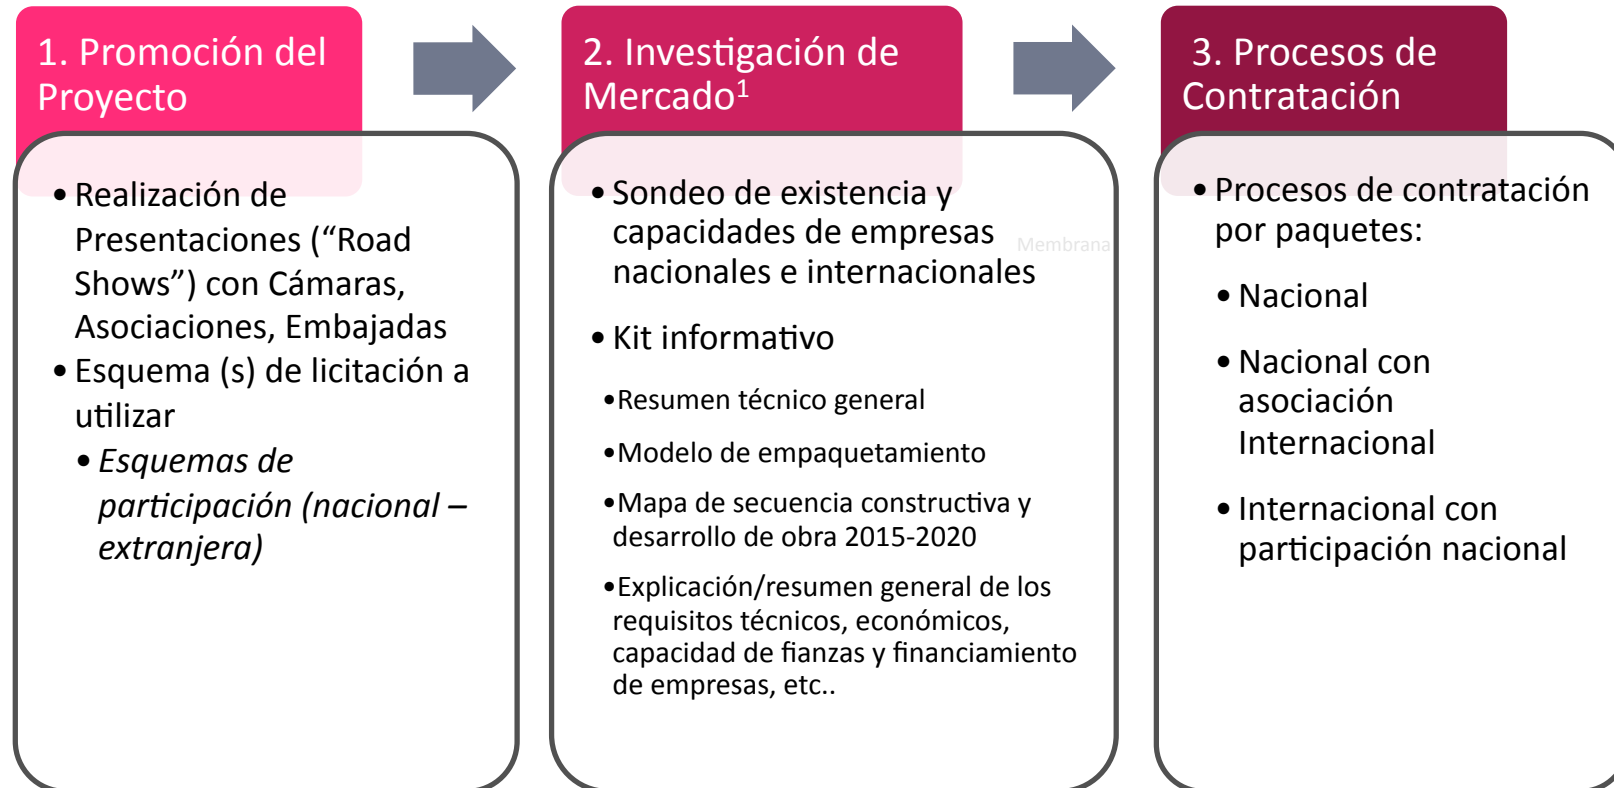 1. Promoción del
Proyecto
• Realización de
Presentaciones (“Road
Shows”) con Cámaras,
Asociaciones, Embajadas
• Esquema (s) de licitación a
utilizar
• Esquemas de
participación (nacional –
extranjera)
2. Investigación de
Mercado¹
• Sondeo de existencia y
capacidades de empresas
nacionales e internacionales
Membrana
• Kit informativo
•Resumen técnico general
•Modelo de empaquetamiento
•Mapa de secuencia constructiva y
desarrollo de obra 2015-2020
•Explicación/resumen general de los
requisitos técnicos, económicos,
capacidad de fianzas y financiamiento
de empresas, etc..
3. Procesos de
Contratación
• Procesos de contratación
por paquetes:
• Nacional
• Nacional con
asociación
Internacional
• Internacional con
participación nacional